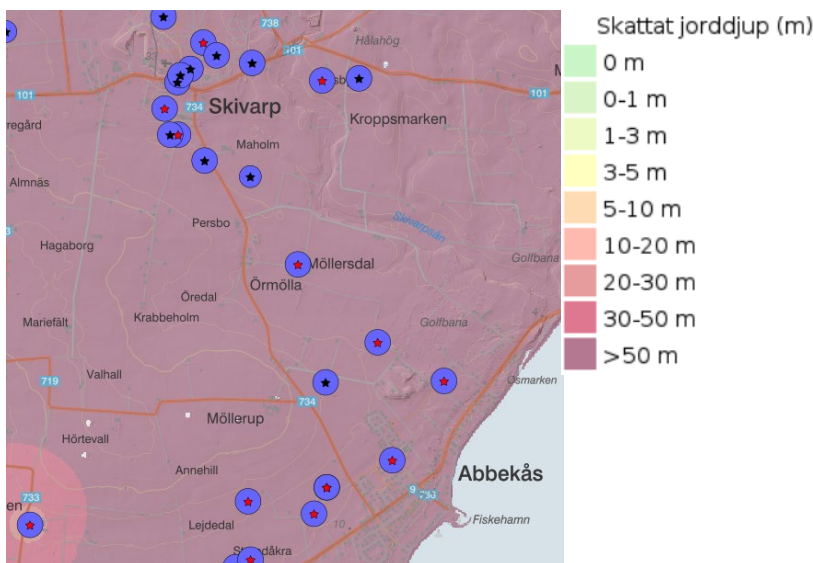 Skattat jorddjup (m)
0 m
0-1 m
1-3 m
3-5 m
5-10 m
10-20 m
20-30 m
30-50 m
>50 m
738
Hålahög
101
101
101
734
Skivarp
Kroppsmarken
Maholm
Almnäs
Persbo
Skivarpsån
Hagaborg
Golfbana
Möllersdal
Örmölla
Öredal
Krabbeholm
Mariefält
Golfbana
719
Valhall
Osmarken
734
Möllerup
Hörtevall
Annehill
Abbekås
733
9
Lejdedal
10
Fiskehamn